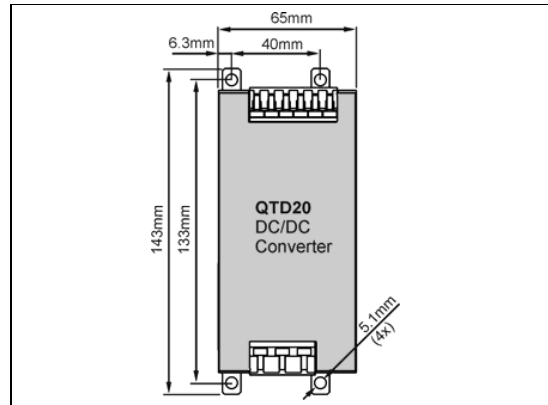 65mm
6.3mm
40mm
143mm
133mm
QTD20
DC/DC
Converter
5.1mm
(4x)